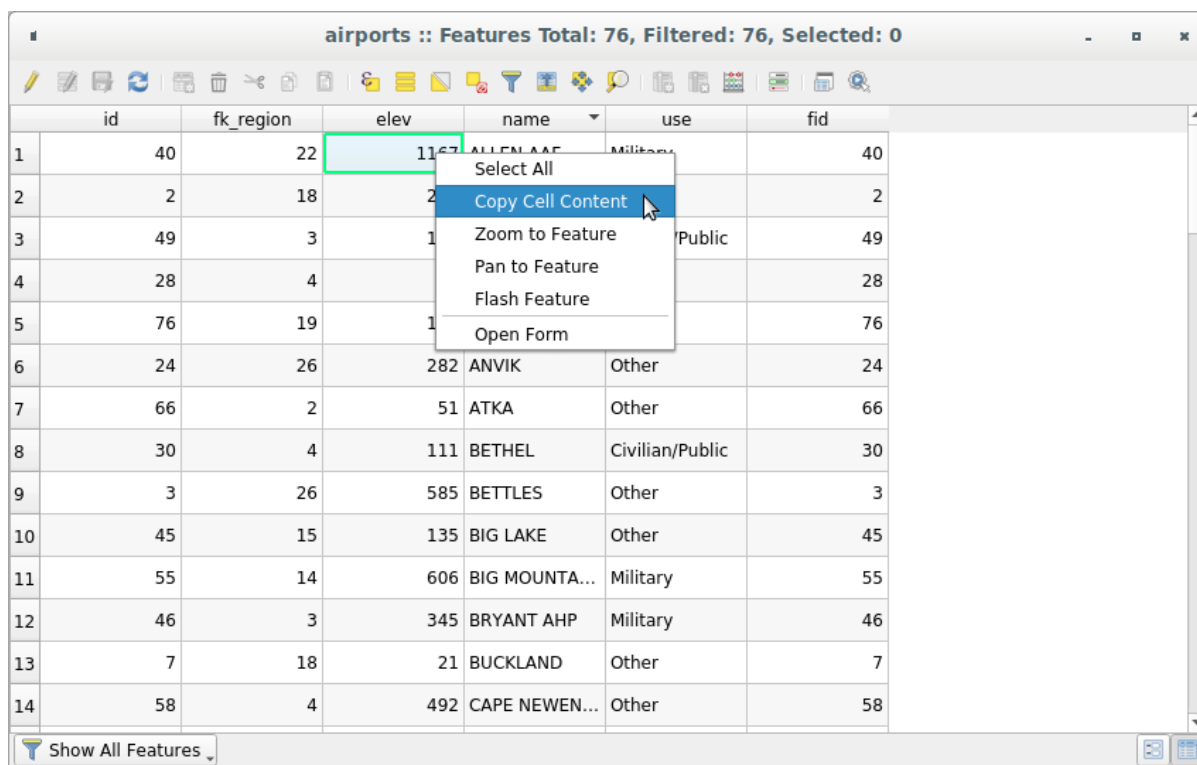 airports :: Features Total: 76, Filtered: 76, Selected: 0
id fk_region elev name use fid
1 40 22 1167 ALLEN AAF Military 40
Select All
2 2 18 2
Copy Cell Content
3 49 3 1 /Public 49
Zoom to Feature
4 28 4 28
Pan to Feature
Flash Feature
5 76 19 1 76
Open Form
6 24 26 282 ANVIK Other 24
7 66 2 51 ATKA Other 66
8 30 4 111 BETHEL Civilian/Public 30
9 3 26 585 BETTLES Other 3
10 45 15 135 BIG LAKE Other 45
11 55 14 606 BIG MOUNTA... Military 55
12 46 3 345 BRYANT AHP Military 46
13 7 18 21 BUCKLAND Other 7
14 58 4 492 CAPE NEWEN... Other 58
Show All Features